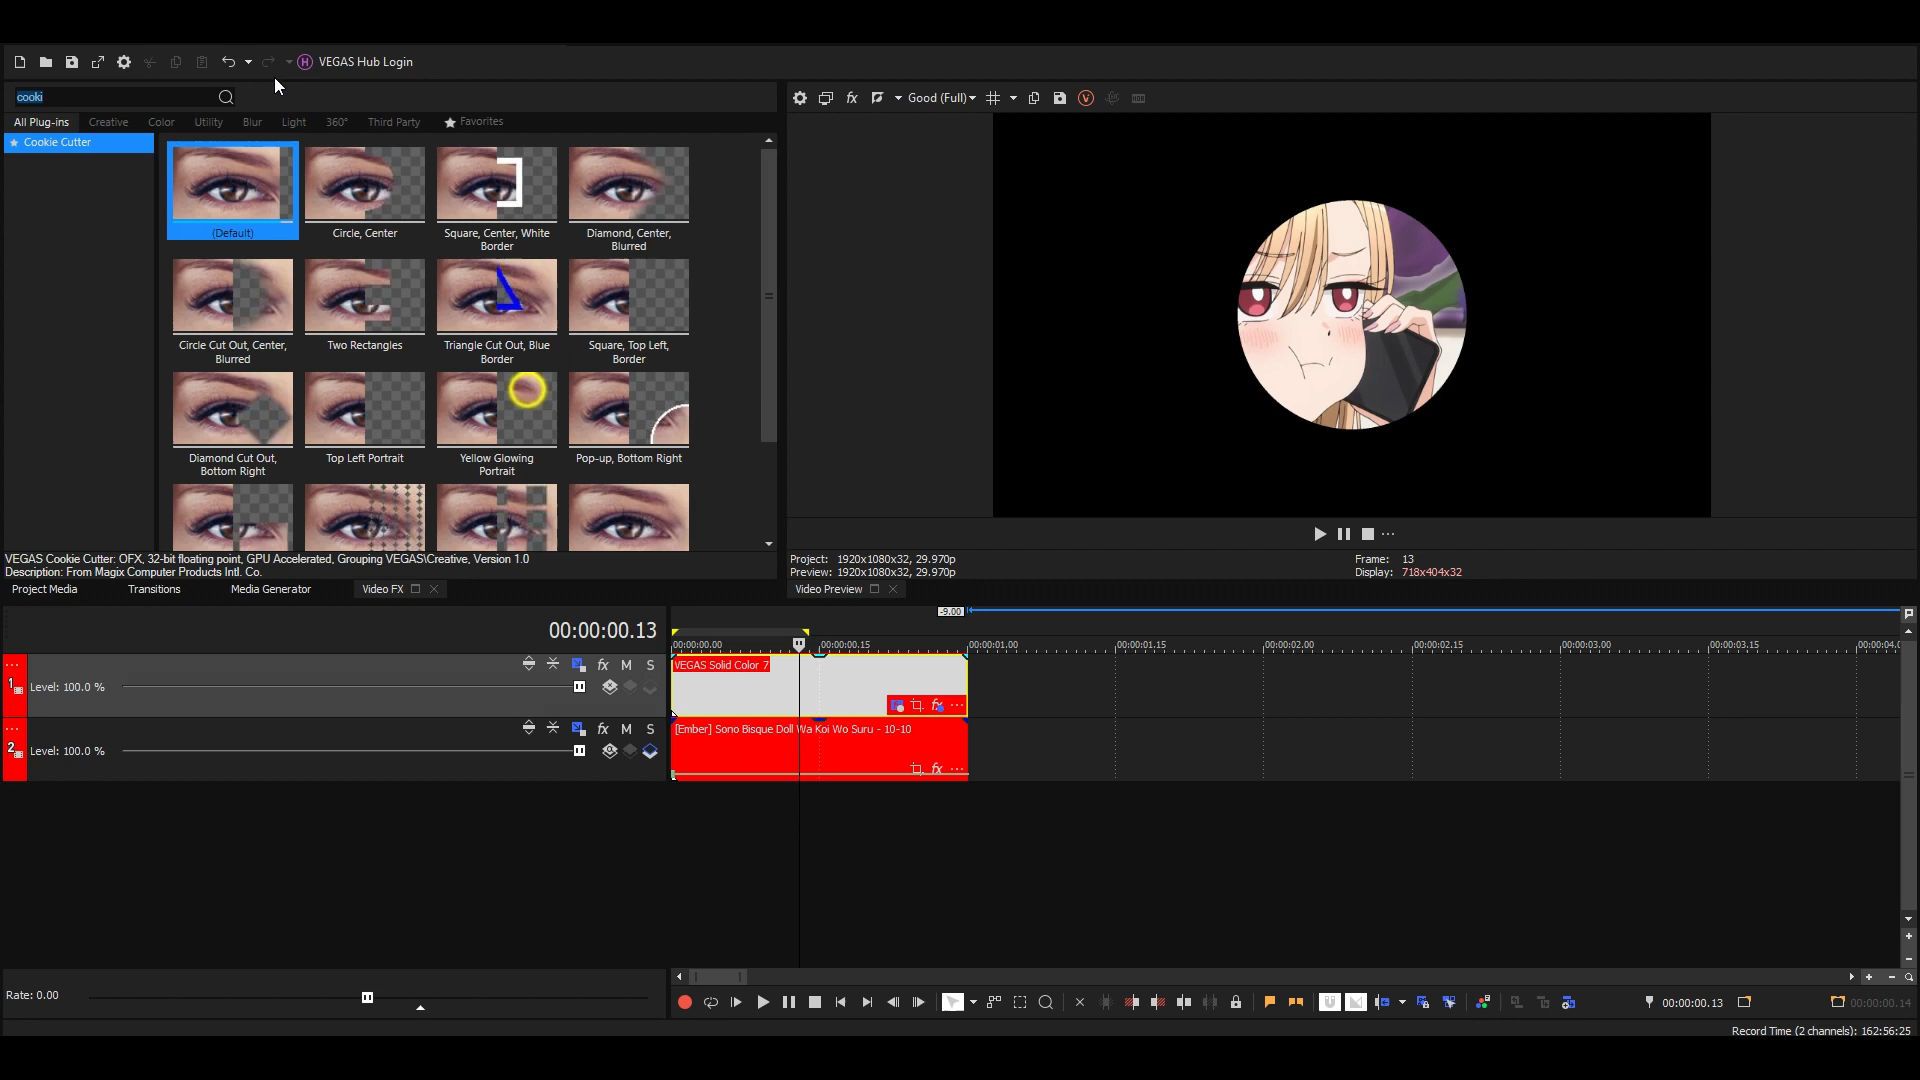 VEGAS Hub Login
cooki
Good (Full)
All Plug-ins
Creative
Color
Utility
Blur
Light
360°
Third Party
Favorites
Cookie Cutter
(Default)
Circle, Center
Square, Center, White
Border
Diamond, Center,
Blurred
Circle Cut Out, Center,
Blurred
Two Rectangles
Triangle Cut Out, Blue
Border
Square, Top Left,
Border
Diamond Cut Out,
Bottom Right
Top Left Portrait
Yellow Glowing
Portrait
Pop-up, Bottom Right
VEGAS Cookie Cutter: OFX, 32-bit floating point, GPU Accelerated, Grouping VEGAS\Creative, Version 1.0
Description: From Magix Computer Products Intl. Co.
Project: 1920x1080x32, 29.970p
Preview: 1920x1080x32, 29.970p
Frame: 13
Display: 718x404x32
Project Media
Transitions
Media Generator
Video FX
Video Preview
00:00:00.13
-9.00
00:00:00.00
00:00:00.15
00:00:01.00
00:00:01.15
00:00:02.00
00:00:02.15
00:00:03.00
00:00:03.15
00:00:04.0
1
Level: 100.0 %
fx M S
VEGAS Solid Color 7
2
Level: 100.0 %
fx M S
[Ember] Sono Bisque Doll Wa Koi Wo Suru - 10-10
Rate: 0.00
00:00:00.13
00:00:00.14
Record Time (2 channels): 162:56:25